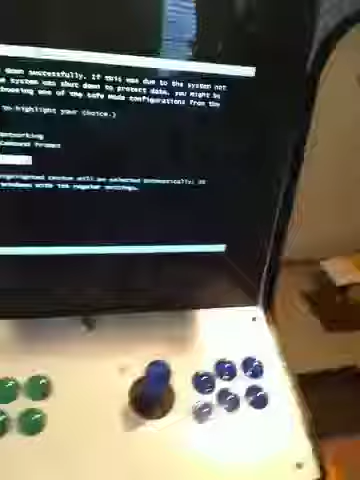 down successfully. If this was due to the system not
system was shut down to protect data, you might be
choosing one of the Safe Mode configurations from the
to highlight your choice.)
Networking
Command Prompt
highlighted choice will be selected automatically:
Windows with the regular settings.